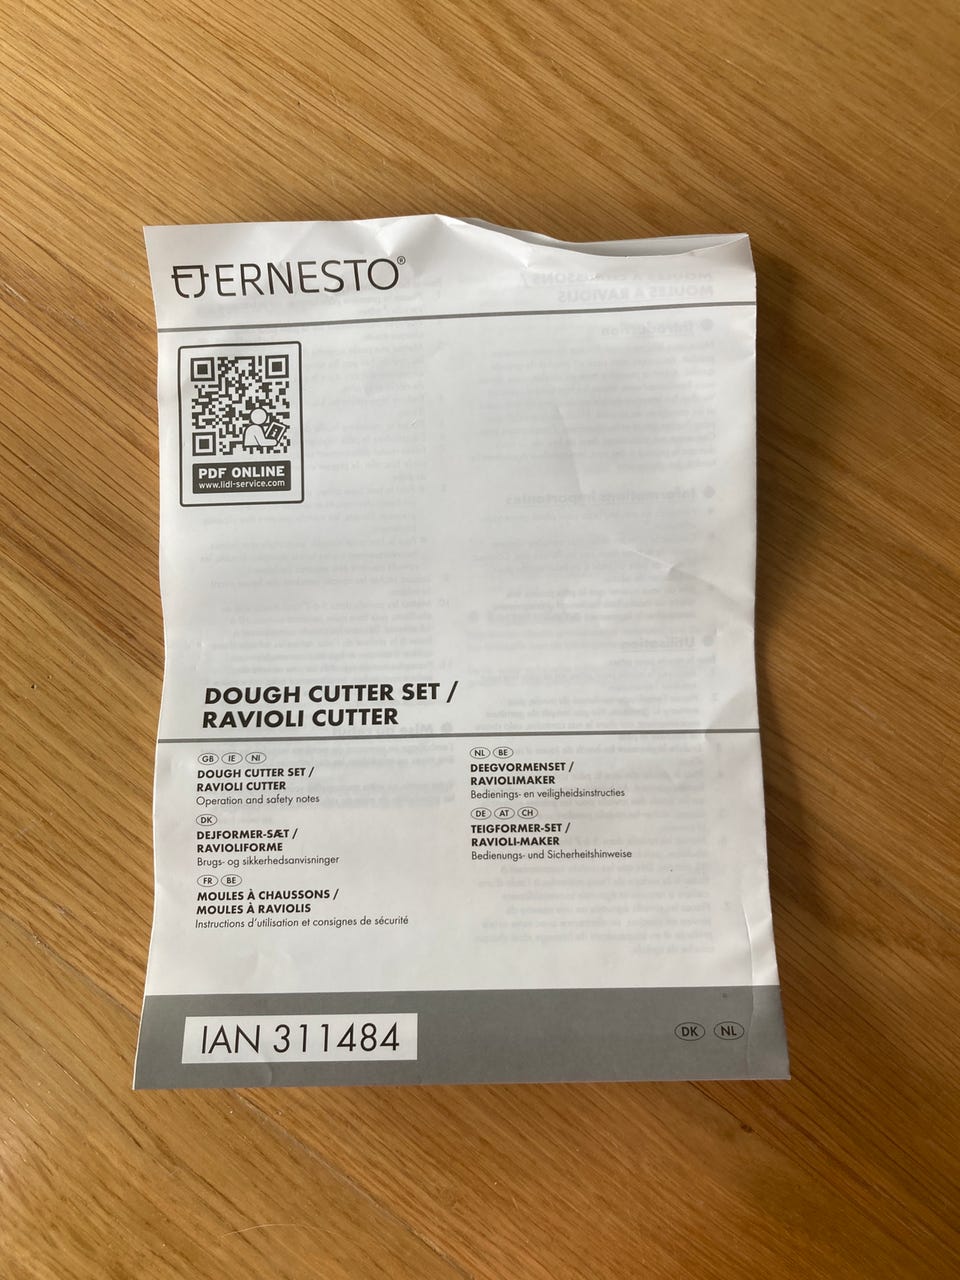 ERNESTO®
PDF ONLINE
www.lidl-service.com
DOUGH CUTTER SET /
RAVIOLI CUTTER
GB IE NI
DOUGH CUTTER SET /
RAVIOLI CUTTER
Operation and safety notes
DK
DEJFORMER-SÆT /
RAVIOLIFORME
Brugs- og sikkerhedsanvisninger
FR BE
MOULES À CHAUSSONS /
MOULES À RAVIOLIS
Instructions d'utilisation et consignes de sécurité
NL BE
DEEGVORMENSET /
RAVIOLIMAKER
Bedienings- en veiligheidsinstructies
DE AT CH
TEIGFORMER-SET /
RAVIOLI-MAKER
Bedienungs- und Sicherheitshinweise
IAN 311484
DK NL